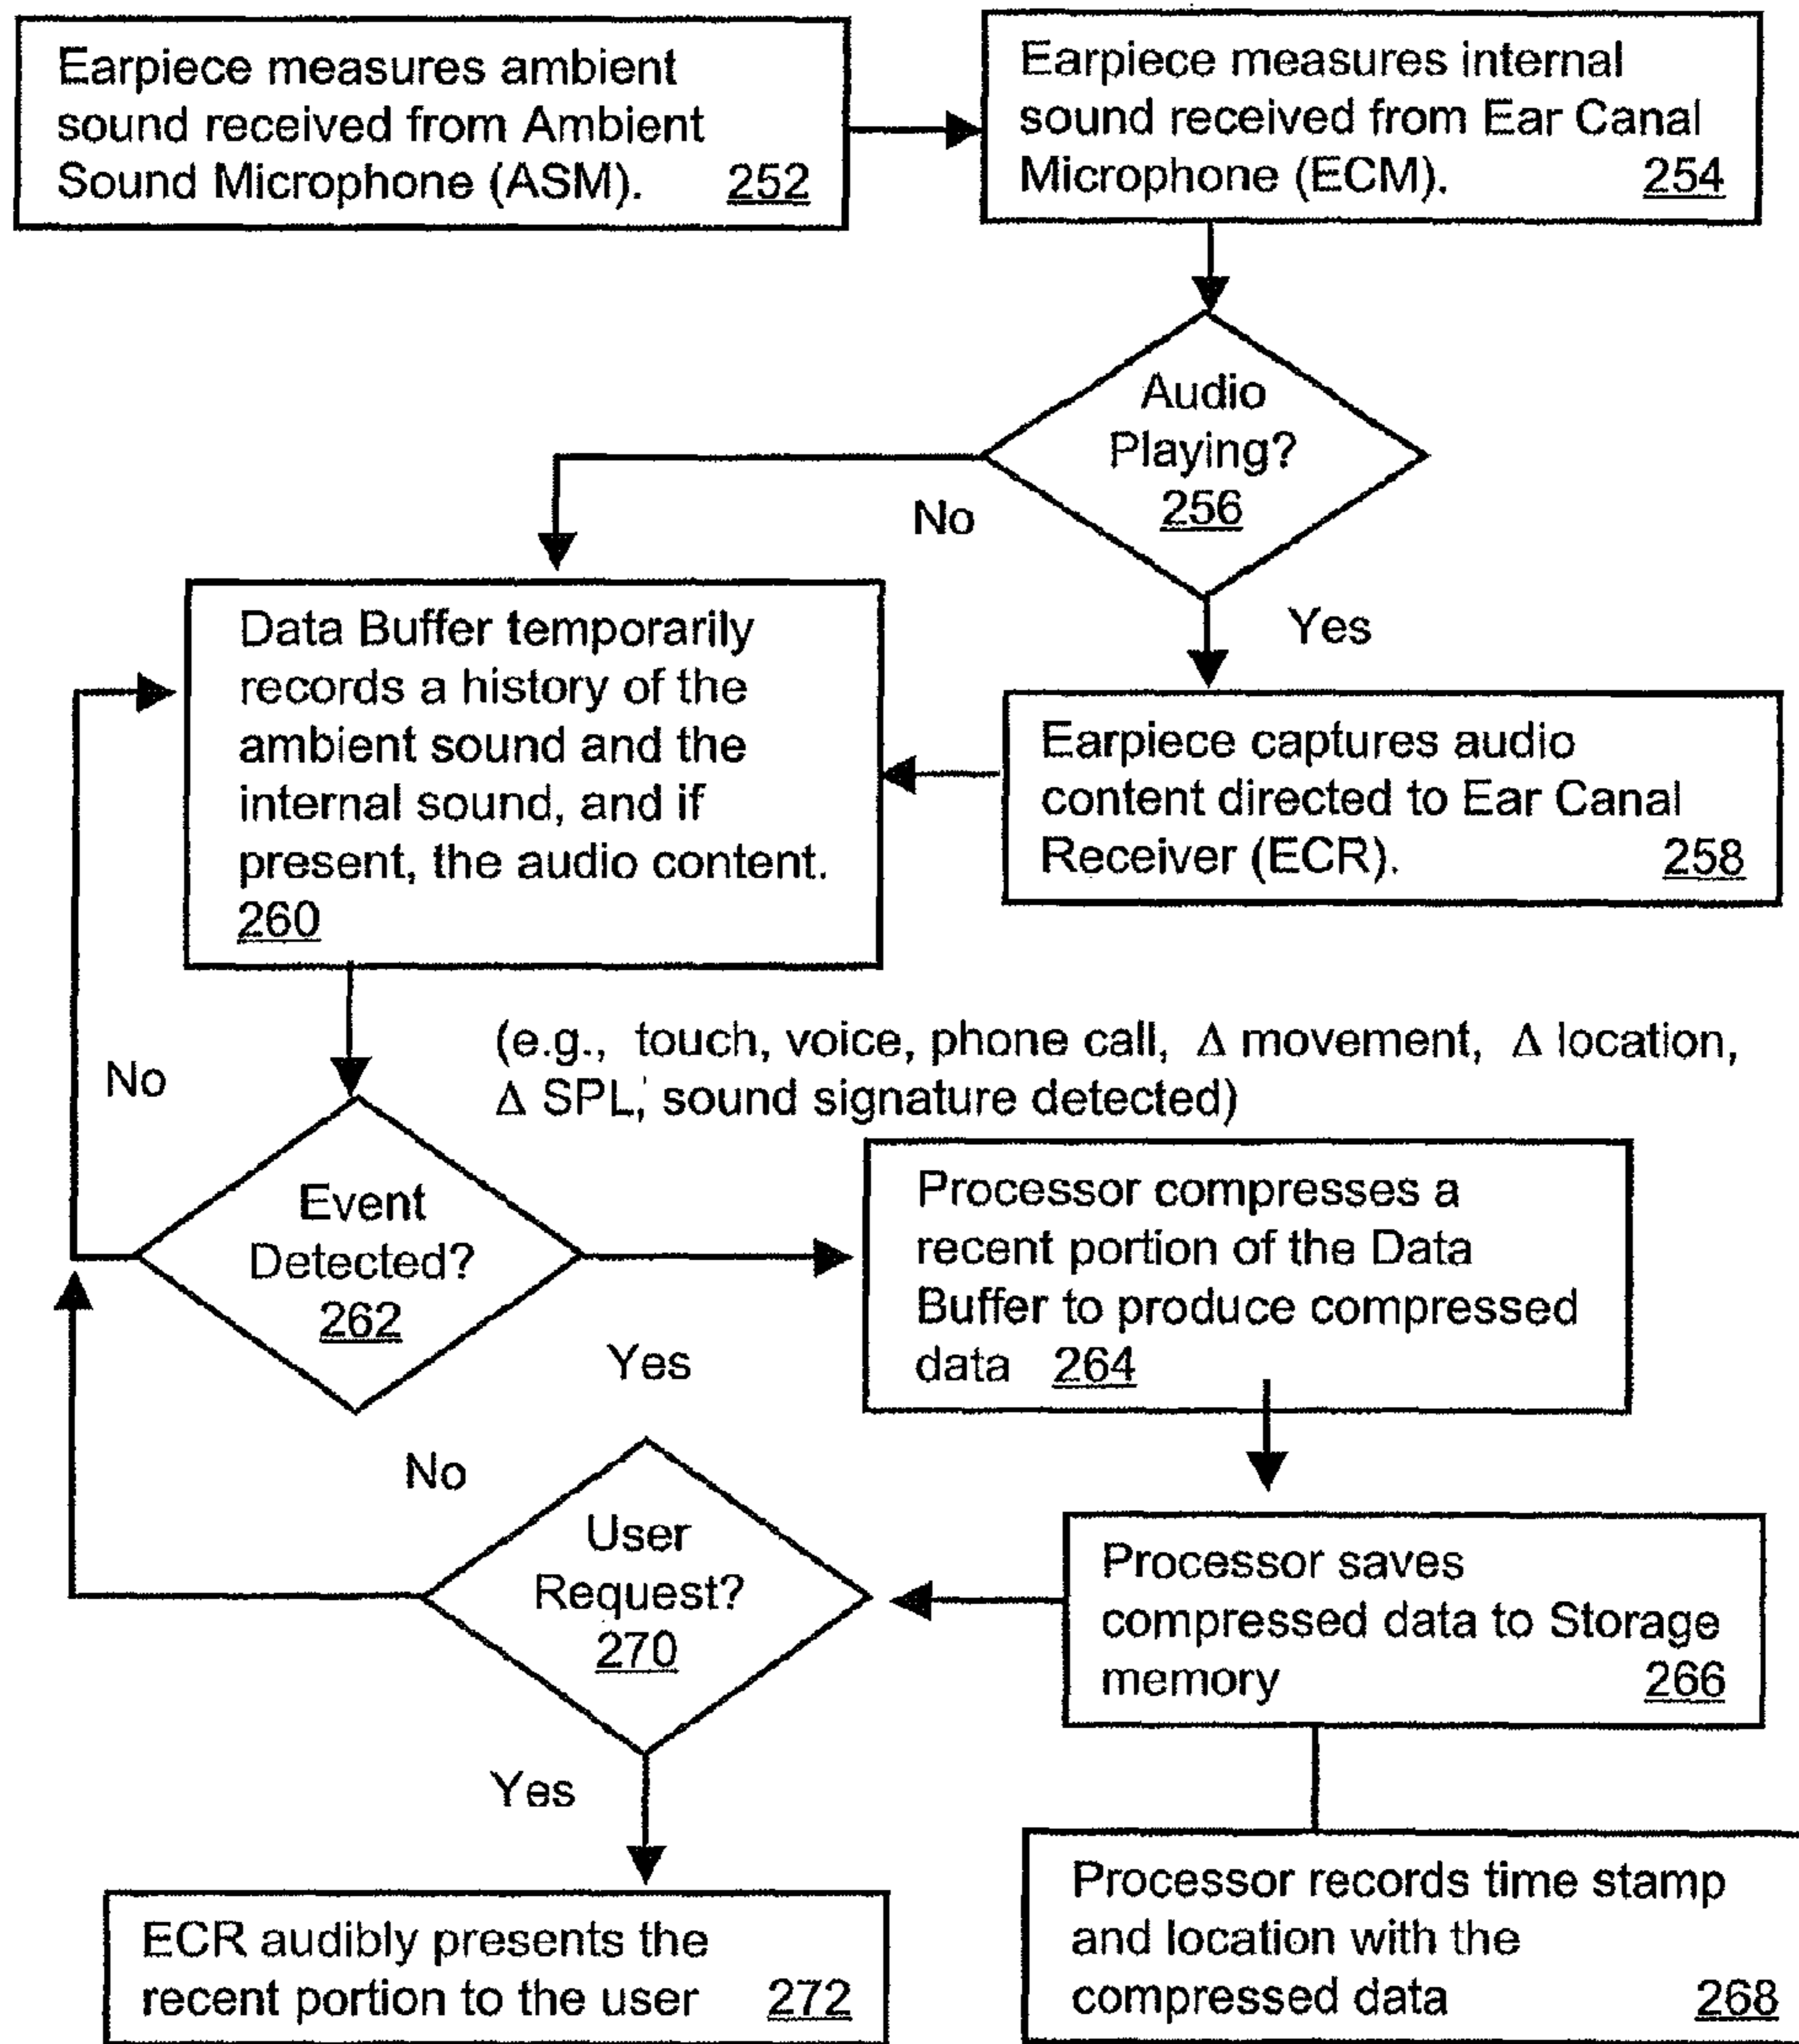 Earpiece measures ambient
sound received from Ambient
Sound Microphone (ASM). 252
Earpiece measures internal
sound received from Ear Canal
Microphone (ECM). 254
Audio
Playing?
256
No
Yes
Data Buffer temporarily
records a history of the
ambient sound and the
internal sound, and if
present, the audio content.
260
Earpiece captures audio
content directed to Ear Canal
Receiver (ECR). 258
(e.g., touch, voice, phone call, Δ movement, Δ location,
Δ SPL, sound signature detected)
No
Event
Detected?
262
Yes
Processor compresses a
recent portion of the Data
Buffer to produce compressed
data 264
No
User
Request?
270
Yes
Processor saves
compressed data to Storage
memory 266
ECR audibly presents the
recent portion to the user 272
Processor records time stamp
and location with the
compressed data 268